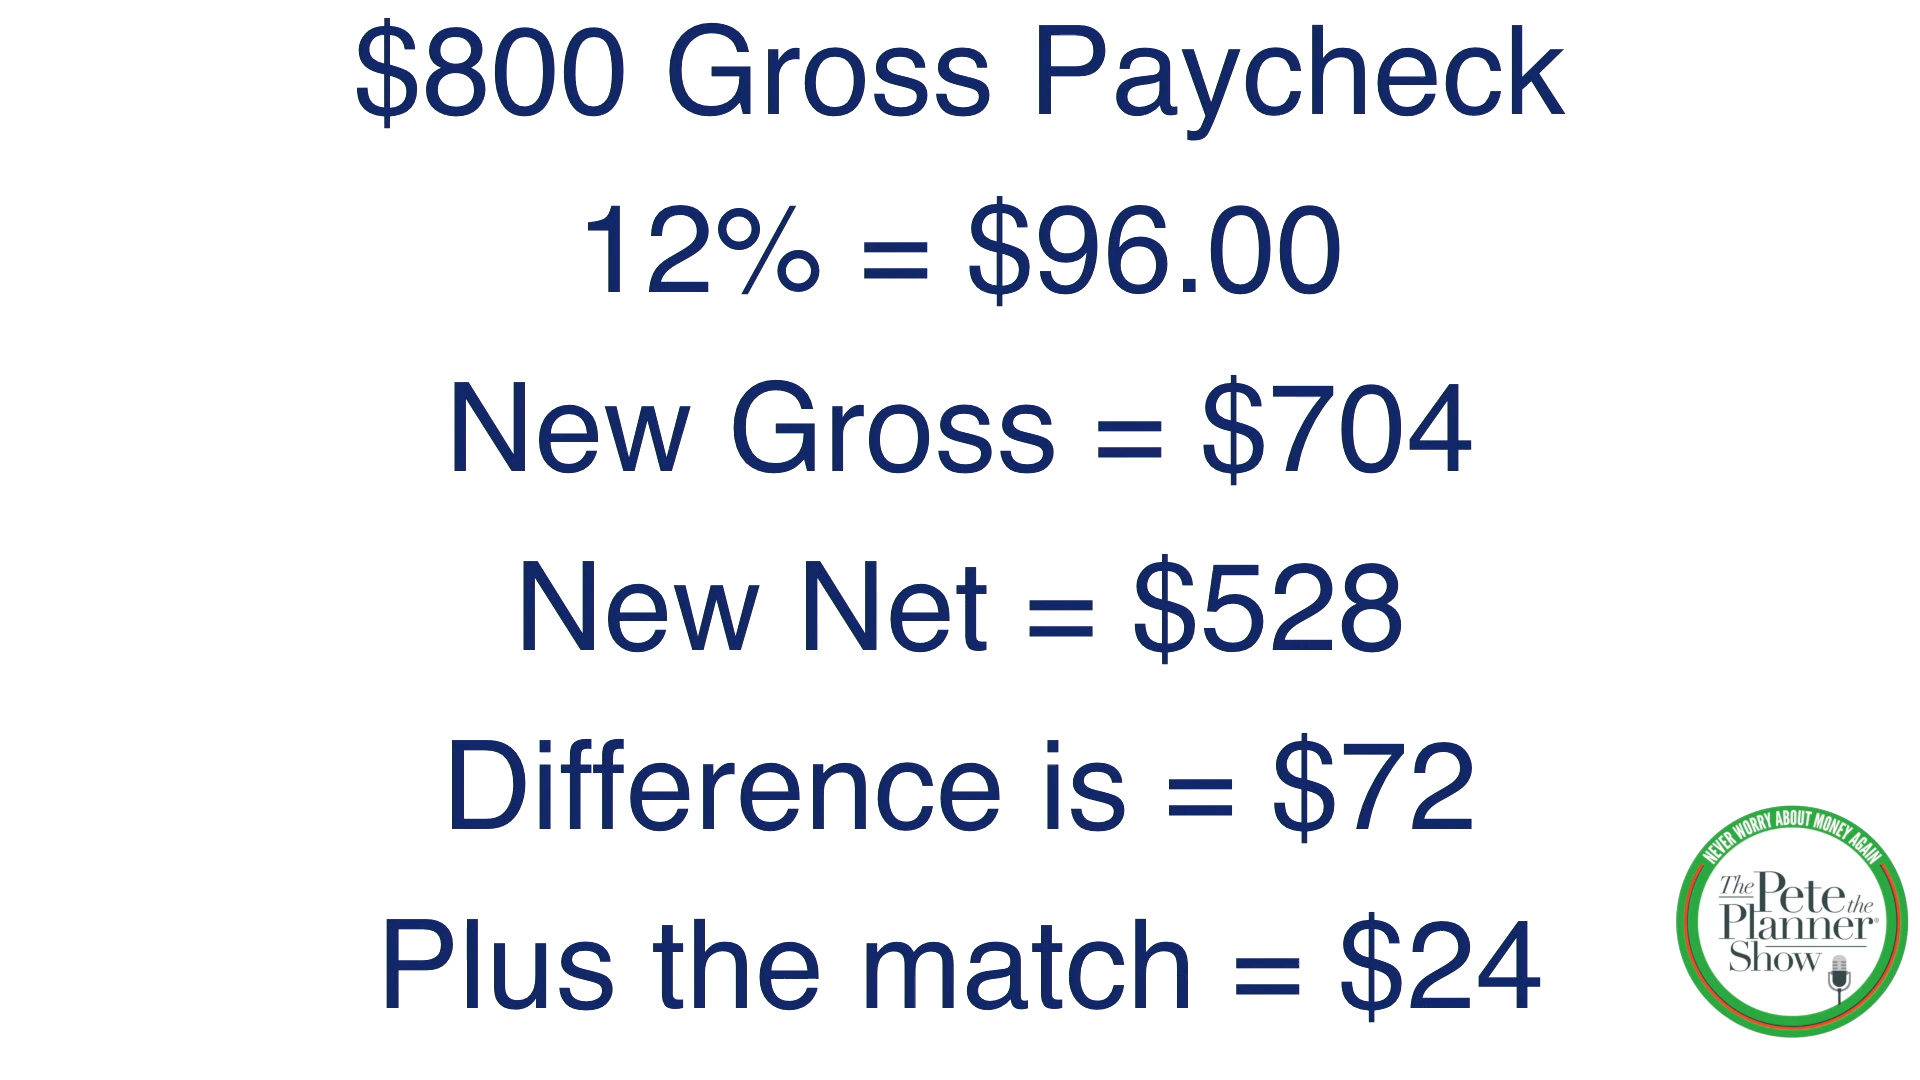 $800 Gross Paycheck
12% = $96.00
New Gross = $704
New Net = $528
Difference is = $72
Plus the match = $24
NEVER WORRY ABOUT MONEY AGAIN
The Pete the
Planner®
Show